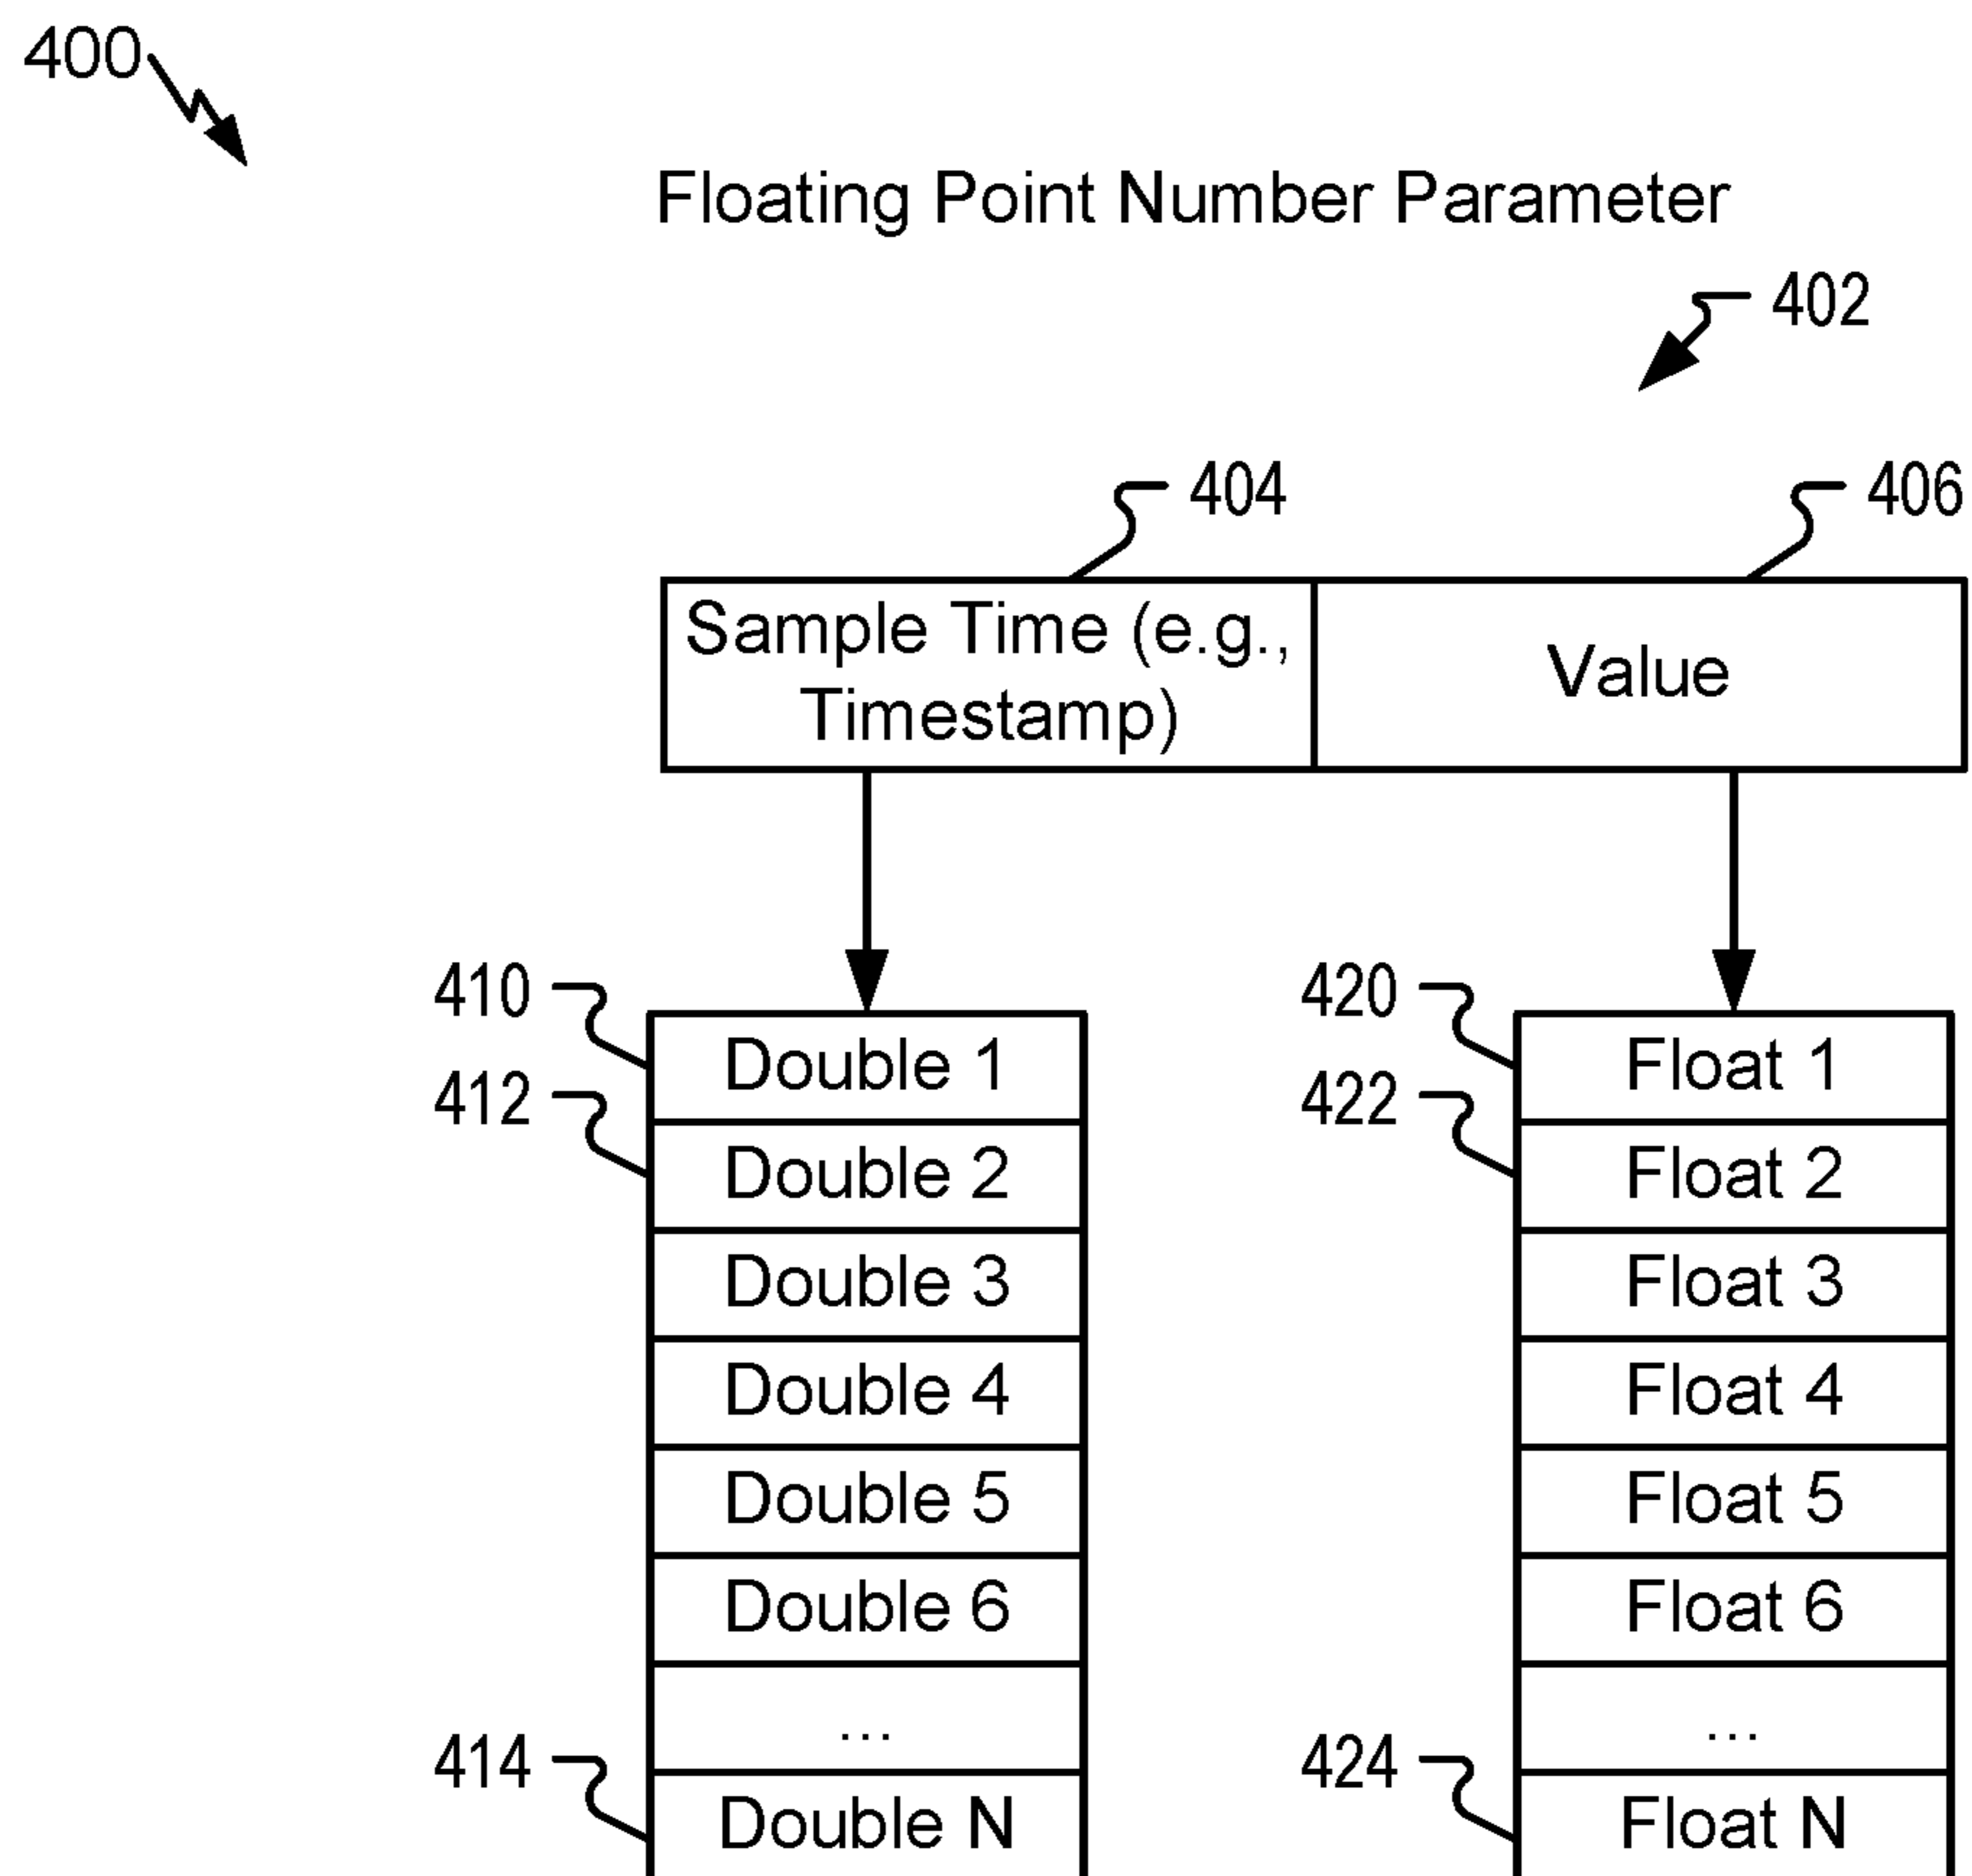 400
Floating Point Number Parameter
402
404
406
Sample Time (e.g.,
Timestamp)
Value
410
Double 1
420
Float 1
412
Double 2
422
Float 2
Double 3
Float 3
Double 4
Float 4
Double 5
Float 5
Double 6
Float 6
...
...
414
Double N
424
Float N